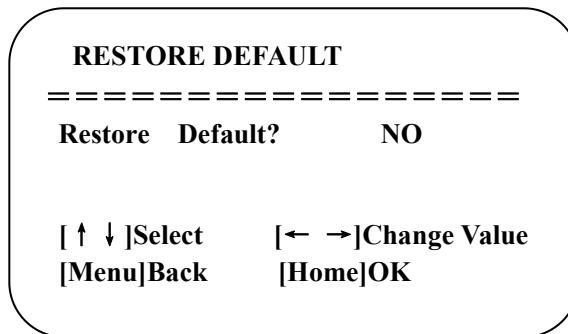 RESTORE DEFAULT
=================
Restore Default? NO
[↑ ↓]Select [← →]Change Value
[Menu]Back [Home]OK